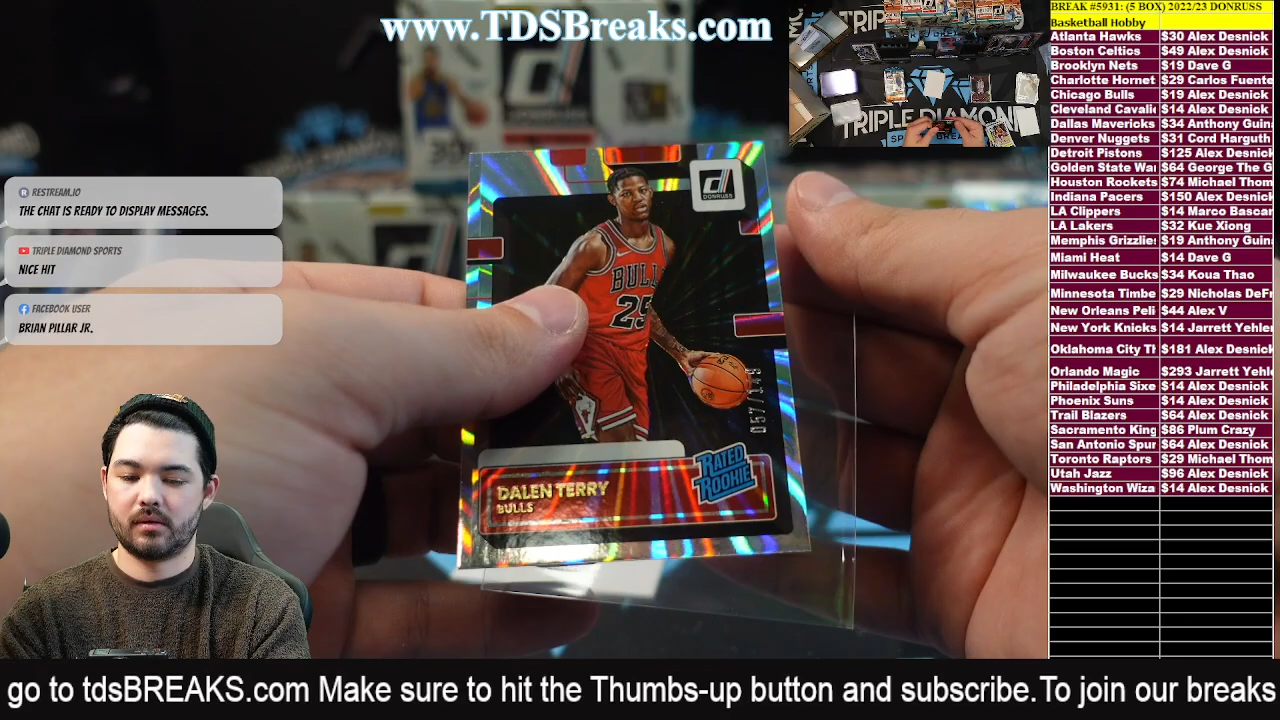 www.TDSBreaks.com
RESTREAM.IO
THE CHAT IS READY TO DISPLAY MESSAGES.
TRIPLE DIAMOND SPORTS
NICE HIT
FACEBOOK USER
BRIAN PILLAR JR.
DONRUSS
BULL
25
057/149
RATED
ROOKIE
DALEN TERRY
BULLS
TRIPLE DIAMON
BREAK #5931: (5 BOX) 2022/23 DONRUSS
Basketball Hobby
Atlanta Hawks $30 Alex Desnick
Boston Celtics $49 Alex Desnick
Brooklyn Nets $19 Dave G
Charlotte Hornet $29 Carlos Fuente
Chicago Bulls $19 Alex Desnick
Cleveland Cavali $14 Alex Desnick
Dallas Mavericks $34 Anthony Guin
Denver Nuggets $31 Cord Harguth
Detroit Pistons $125 Alex Desnick
Golden State Wa $64 George The G
Houston Rockets $74 Michael Thom
Indiana Pacers $150 Alex Desnick
LA Clippers $14 Marco Bascar
LA Lakers $32 Kue Xiong
Memphis Grizzlie $19 Anthony Guin
Miami Heat $14 Dave G
Milwaukee Bucks $34 Koua Thao
Minnesota Timbe $29 Nicholas DeFr
New Orleans Peli $44 Alex V
New York Knicks $14 Jarrett Yehler
Oklahoma City Th $181 Alex Desnick
Orlando Magic $293 Jarrett Yehle
Philadelphia Sixe $14 Alex Desnick
Phoenix Suns $14 Alex Desnick
Trail Blazers $64 Alex Desnick
Sacramento King $86 Plum Crazy
San Antonio Spur $64 Alex Desnick
Toronto Raptors $29 Michael Thom
Utah Jazz $96 Alex Desnick
Washington Wiza $14 Alex Desnick
go to tdsBREAKS.com Make sure to hit the Thumbs-up button and subscribe. To join our breaks